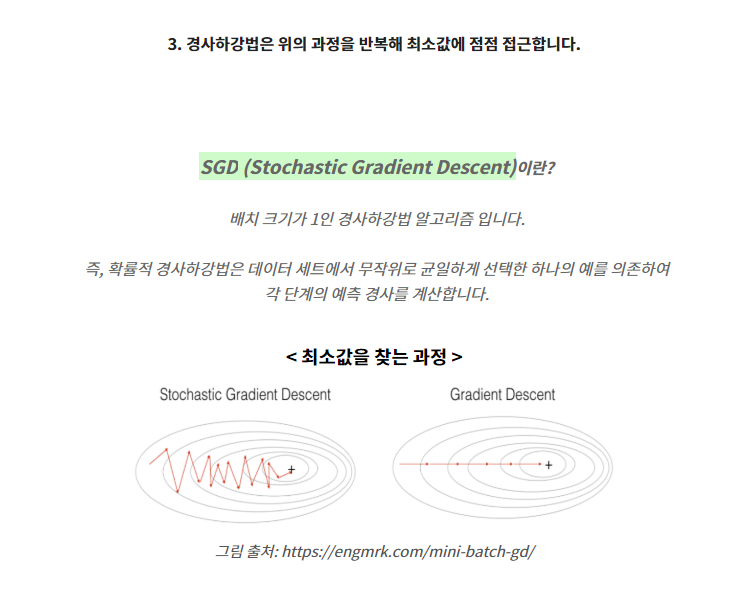 3. 경사하강법은 위의 과정을 반복해 최소값에 점점 접근합니다.
SGD (Stochastic Gradient Descent)이란?
배치 크기가 1인 경사하강법 알고리즘 입니다.
즉, 확률적 경사하강법은 데이터 세트에서 무작위로 균일하게 선택한 하나의 예를 의존하여
각 단계의 예측 경사를 계산합니다.
< 최소값을 찾는 과정 >
Stochastic Gradient Descent
Gradient Descent
그림 출처: https://engmrk.com/mini-batch-gd/